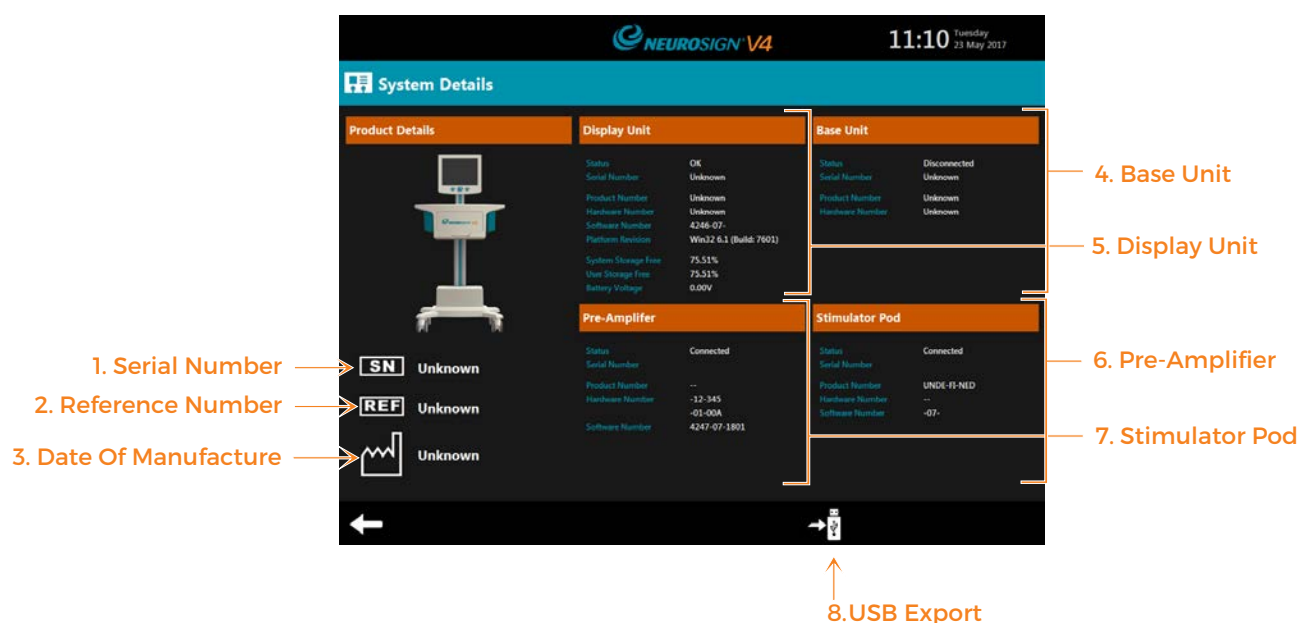 NEUROSIGN V4
11:10 Tuesday
23 May 2017
System Details
Product Details
SN Unknown
REF Unknown
Unknown
Display Unit
Status OK
Serial Number Unknown
Product Number Unknown
Hardware Number Unknown
Software Number 4246-07-
Platform Revision Win32 6.1 (Build: 7601)
System Storage Free 75.51%
User Storage Free 75.51%
Battery Voltage 0.00V
Base Unit
Status Disconnected
Serial Number Unknown
Product Number Unknown
Hardware Number Unknown
Pre-Amplifer
Status Connected
Serial Number
Product Number --
Hardware Number -12-345
-01-00A
Software Number 4247-07-1801
Stimulator Pod
Status Connected
Serial Number
Product Number UNDE-FI-NED
Hardware Number --
Software Number -07-
1. Serial Number
2. Reference Number
3. Date Of Manufacture
4. Base Unit
5. Display Unit
6. Pre-Amplifier
7. Stimulator Pod
8.USB Export